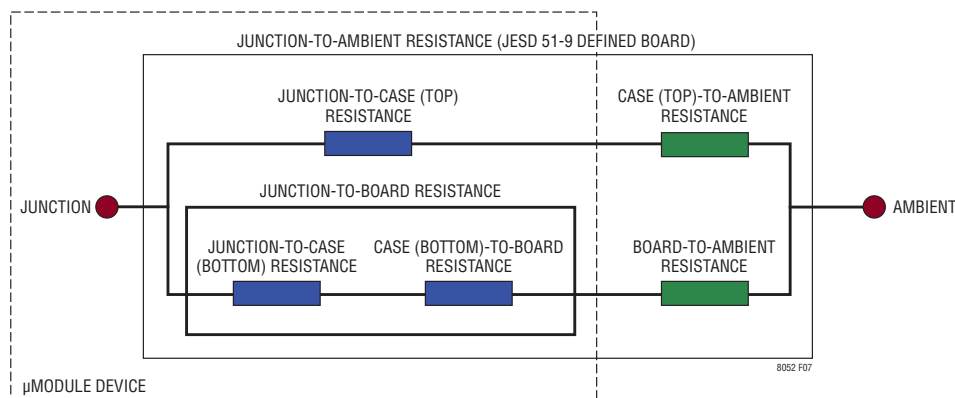 JUNCTION-TO-AMBIENT RESISTANCE (JESD 51-9 DEFINED BOARD)
JUNCTION-TO-CASE (TOP)
RESISTANCE
CASE (TOP)-TO-AMBIENT
RESISTANCE
JUNCTION-TO-BOARD RESISTANCE
JUNCTION
AMBIENT
JUNCTION-TO-CASE
(BOTTOM) RESISTANCE
CASE (BOTTOM)-TO-BOARD
RESISTANCE
BOARD-TO-AMBIENT
RESISTANCE
8052 F07
µMODULE DEVICE